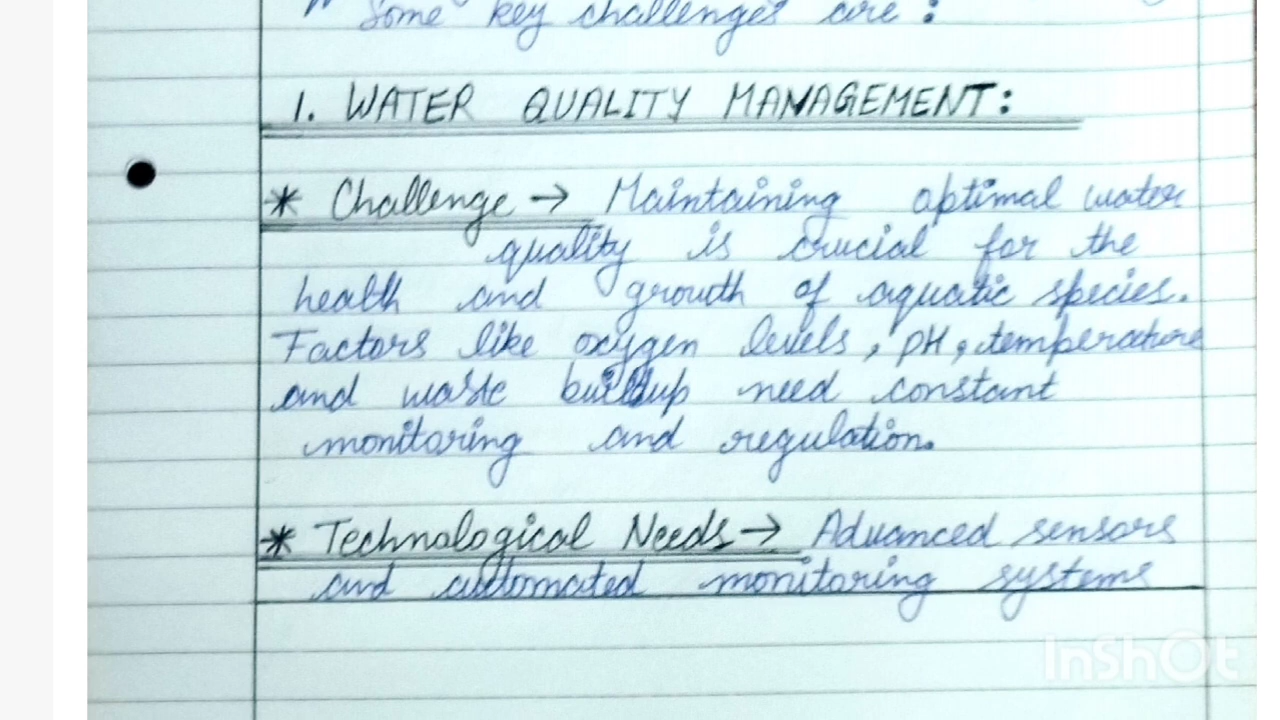 Some key challenges are :
1. WATER QUALITY MANAGEMENT:
* Challenge → Maintaining optimal water
quality is crucial for the
health and growth of aquatic species.
Factors like oxygen levels, pH, temperature
and waste buildup need constant
monitoring and regulation.
* Technological Needs → Advanced sensors
and automated monitoring systems
InShOt